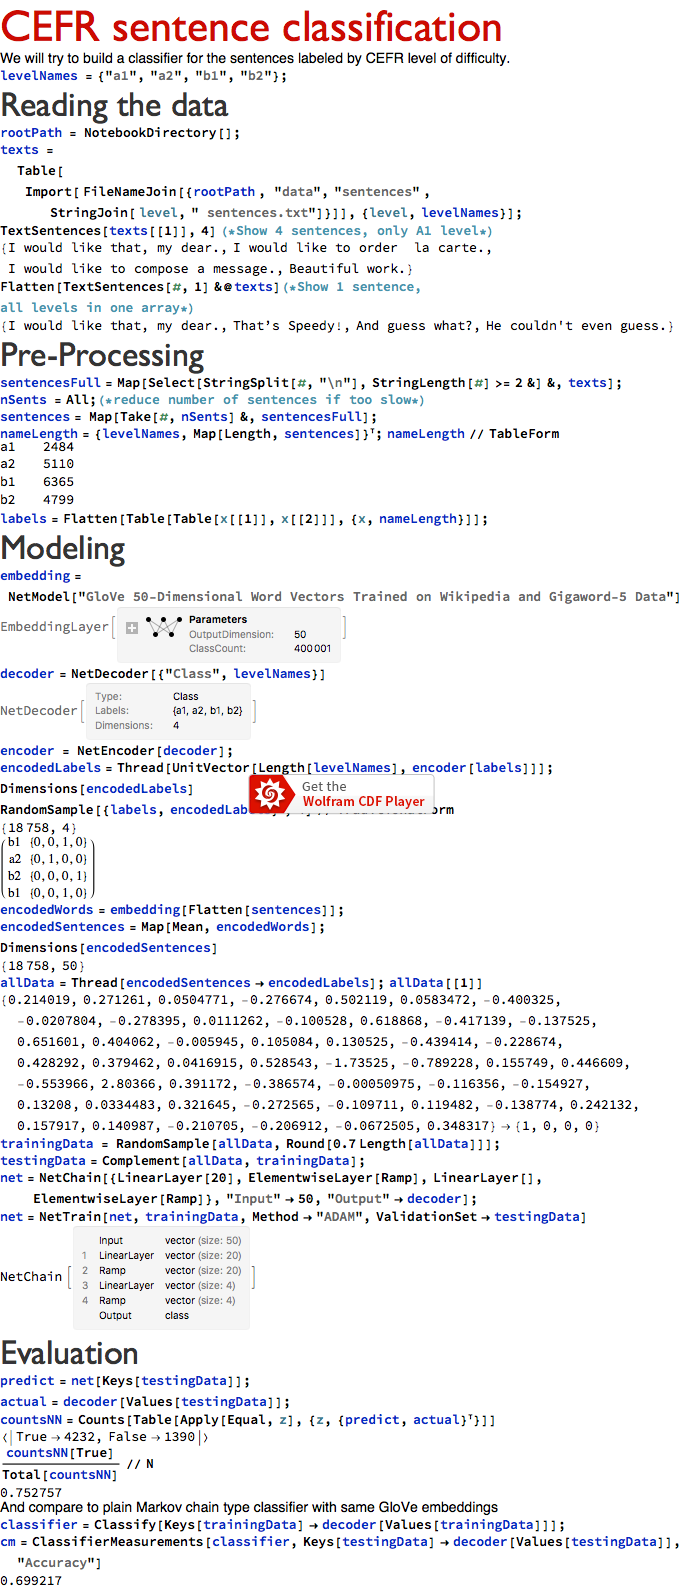 CEFR sentence classification
We will try to build a classifier for the sentences labeled by CEFR level of difficulty.
levelNames = {"a1", "a2", "b1", "b2"};
Reading the data
rootPath = NotebookDirectory[];
texts =
Table[
Import[FileNameJoin[{rootPath, "data", "sentences",
StringJoin[level, " sentences.txt"]}]], {level, levelNames}];
TextSentences[texts[[1]], 4] (*Show 4 sentences, only A1 level*)
{I would like that, my dear., I would like to order  la carte.,
I would like to compose a message., Beautiful work.}
Flatten[TextSentences[#, 1] &@texts] (*Show 1 sentence,
all levels in one array*)
{I would like that, my dear., That's Speedy!, And guess what?, He couldn't even guess.}
Pre-Processing
sentencesFull = Map[Select[StringSplit[#, "\n"], StringLength[#] >= 2 &] &, texts];
nSents = All; (*reduce number of sentences if too slow*)
sentences = Map[Take[#, nSents] &, sentencesFull];
nameLength = {levelNames, Map[Length, sentences]}ᵀ; nameLength // TableForm
a1 2484
a2 5110
b1 6365
b2 4799
labels = Flatten[Table[Table[x[[1]], x[[2]]], {x, nameLength}]];
Modeling
embedding =
NetModel["GloVe 50-Dimensional Word Vectors Trained on Wikipedia and Gigaword-5 Data"]
EmbeddingLayer[ Parameters
OutputDimension: 50
ClassCount: 400001 ]
decoder = NetDecoder[{"Class", levelNames}]
NetDecoder[ Type: Class
Labels: {a1, a2, b1, b2}
Dimensions: 4 ]
encoder = NetEncoder[decoder];
encodedLabels = Thread[UnitVector[Length[levelNames], encoder[labels]]];
Dimensions[encodedLabels]
Get the
Wolfram CDF Player
RandomSample[{labels, encodedLab
{18758, 4}
b1 {0, 0, 1, 0}
a2 {0, 1, 0, 0}
b2 {0, 0, 0, 1}
b1 {0, 0, 1, 0}
encodedWords = embedding[Flatten[sentences]];
encodedSentences = Map[Mean, encodedWords];
Dimensions[encodedSentences]
{18758, 50}
allData = Thread[encodedSentences → encodedLabels]; allData[[1]]
{0.214019, 0.271261, 0.0504771, -0.276674, 0.502119, 0.0583472, -0.400325,
-0.0207804, -0.278395, 0.0111262, -0.100528, 0.618868, -0.417139, -0.137525,
0.651601, 0.404062, -0.005945, 0.105084, 0.130525, -0.439414, -0.228674,
0.428292, 0.379462, 0.0416915, 0.528543, -1.73525, -0.789228, 0.155749, 0.446609,
-0.553966, 2.80366, 0.391172, -0.386574, -0.00050975, -0.116356, -0.154927,
0.13208, 0.0334483, 0.321645, -0.272565, -0.109711, 0.119482, -0.138774, 0.242132,
0.157917, 0.140987, -0.210705, -0.206912, -0.0672505, 0.348317} → {1, 0, 0, 0}
trainingData = RandomSample[allData, Round[0.7 Length[allData]]];
testingData = Complement[allData, trainingData];
net = NetChain[{LinearLayer[20], ElementwiseLayer[Ramp], LinearLayer[],
ElementwiseLayer[Ramp]}, "Input" → 50, "Output" → decoder];
net = NetTrain[net, trainingData, Method → "ADAM", ValidationSet → testingData]
NetChain[ Input vector (size: 50)
1 LinearLayer vector (size: 20)
2 Ramp vector (size: 20)
3 LinearLayer vector (size: 4)
4 Ramp vector (size: 4)
Output class ]
Evaluation
predict = net[Keys[testingData]];
actual = decoder[Values[testingData]];
countsNN = Counts[Table[Apply[Equal, z], {z, {predict, actual}ᵀ}]]
<|True → 4232, False → 1390|>
countsNN[True]
Total[countsNN] // N
0.752757
And compare to plain Markov chain type classifier with same GloVe embeddings
classifier = Classify[Keys[trainingData] → decoder[Values[trainingData]]];
cm = ClassifierMeasurements[classifier, Keys[testingData] → decoder[Values[testingData]],
"Accuracy"]
0.699217